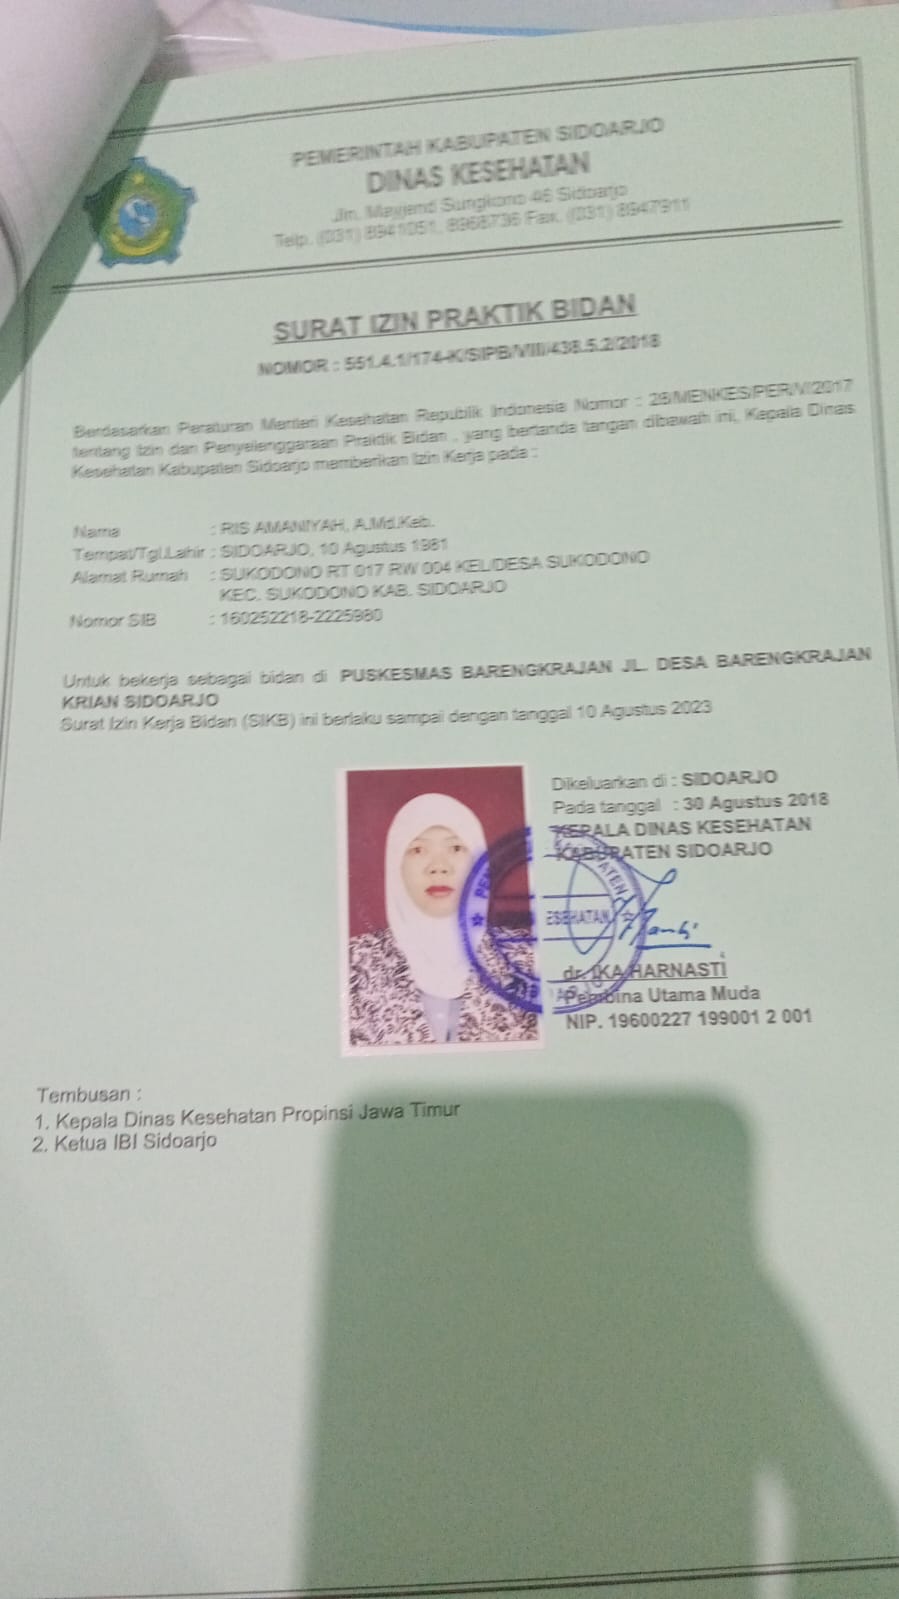 PEMERINTAH KABUPATEN SIDOARJO
DINAS KESEHATAN
Jln. Mayjend Sungkono 46 Sidoarjo
Telp. (031) 8941051, 8968736 Fax. (031) 8947911
SURAT IZIN PRAKTIK BIDAN
NOMOR : 551.4.1/174-K/SIPB/VIII/438.5.2/2018
Berdasarkan Peraturan Menteri Kesehatan Republik Indonesia Nomor : 28/MENKES/PER/V/2017
tentang Izin dan Penyelenggaraan Praktik Bidan , yang bertanda tangan dibawah ini, Kepala Dinas
Kesehatan Kabupaten Sidoarjo memberikan Izin Kerja pada :
Nama : RIS AMANIYAH, A.Md.Keb.
Tempat/Tgl.Lahir : SIDOARJO, 10 Agustus 1981
Alamat Rumah : SUKODONO RT 017 RW 004 KEL/DESA SUKODONO
KEC. SUKODONO KAB. SIDOARJO
Nomor SIB : 160252218-2225980
Untuk bekerja sebagai bidan di PUSKESMAS BARENGKRAJAN JL. DESA BARENGKRAJAN
KRIAN SIDOARJO
Surat Izin Kerja Bidan (SIKB) ini berlaku sampai dengan tanggal 10 Agustus 2023
Dikeluarkan di : SIDOARJO
Pada tanggal : 30 Agustus 2018
KEPALA DINAS KESEHATAN
KABUPATEN SIDOARJO
ESEHATAN
dr. IKA HARNASTI
Pembina Utama Muda
NIP. 19600227 199001 2 001
Tembusan :
1. Kepala Dinas Kesehatan Propinsi Jawa Timur
2. Ketua IBI Sidoarjo